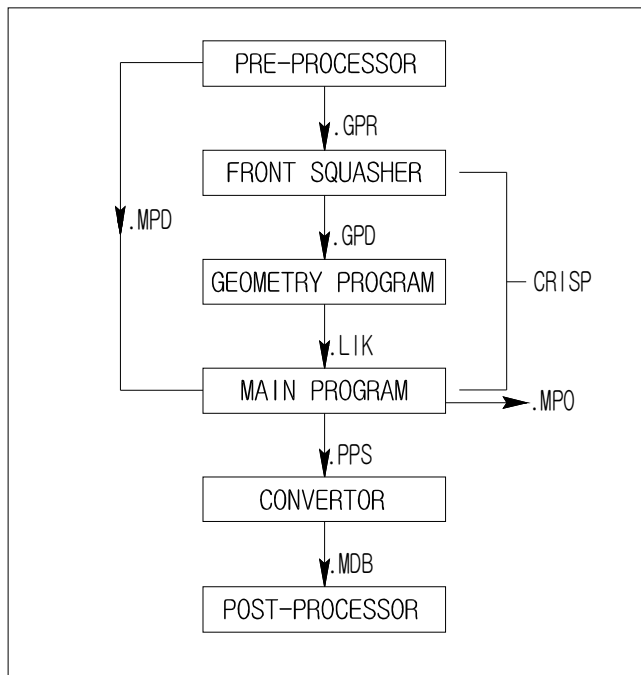 PRE-PROCESSOR
.GPR
FRONT SQUASHER
.MPD
.GPD
GEOMETRY PROGRAM
CRISP
.LIK
MAIN PROGRAM
.MPO
.PPS
CONVERTOR
.MDB
POST-PROCESSOR